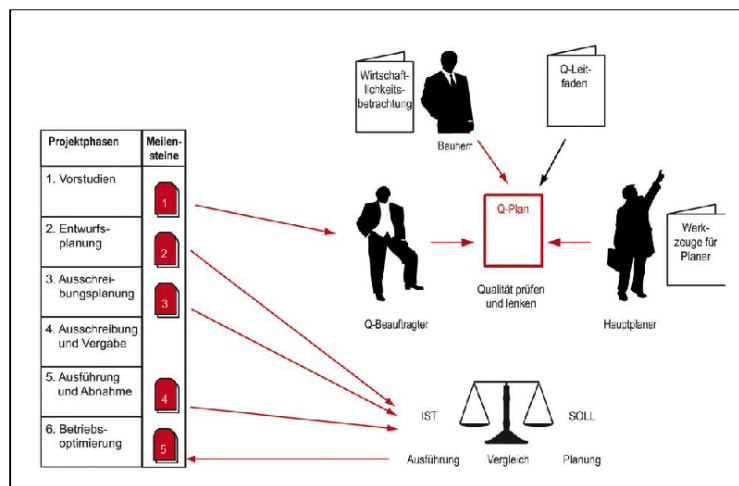 Wirtschaft-
lichkeits-
betrachtung
Bauherr
Q-Leit-
faden
Projektphasen
Meilen-
steine
1. Vorstudien
1
2. Entwurfs-
planung
2
3. Ausschrei-
bungsplanung
3
4. Ausschreibung
und Vergabe
5. Ausführung
und Abnahme
4
6. Betriebs-
optimierung
5
Q-Plan
Qualität prüfen
und lenken
Q-Beauftragter
Hauptplaner
Werk-
zeuge für
Planer
IST
SOLL
Ausführung
Vergleich
Planung